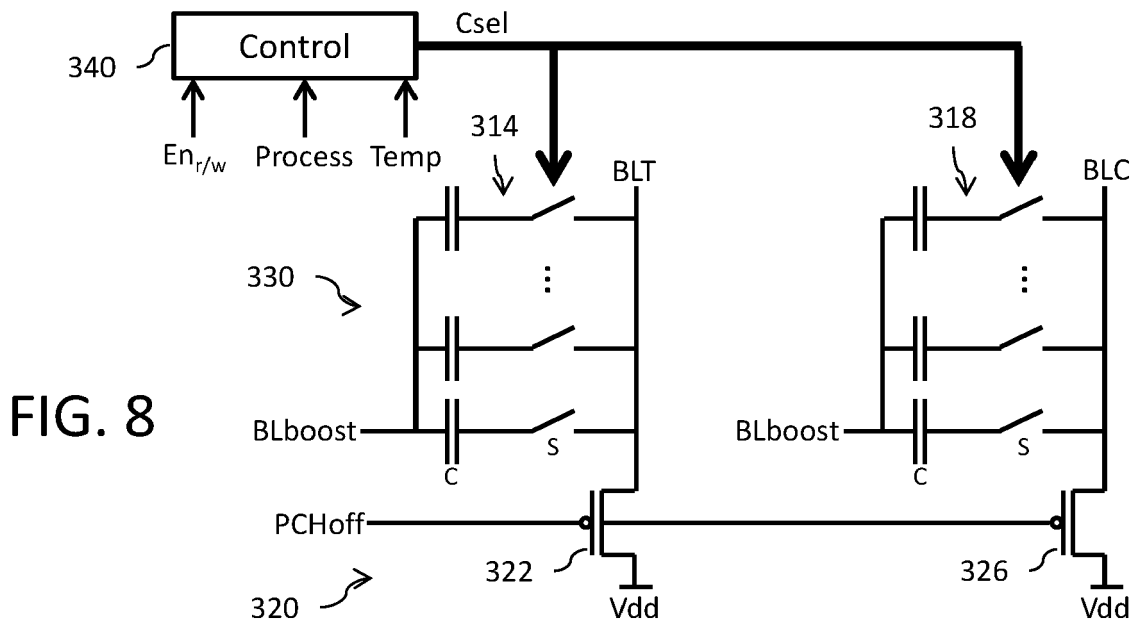 Csel
Control
340
314
318
En r/w Process Temp
BLT
BLC
330
⋮
⋮
FIG. 8
BLboost
S
C
BLboost
S
C
PCHoff
322
326
320
Vdd
Vdd